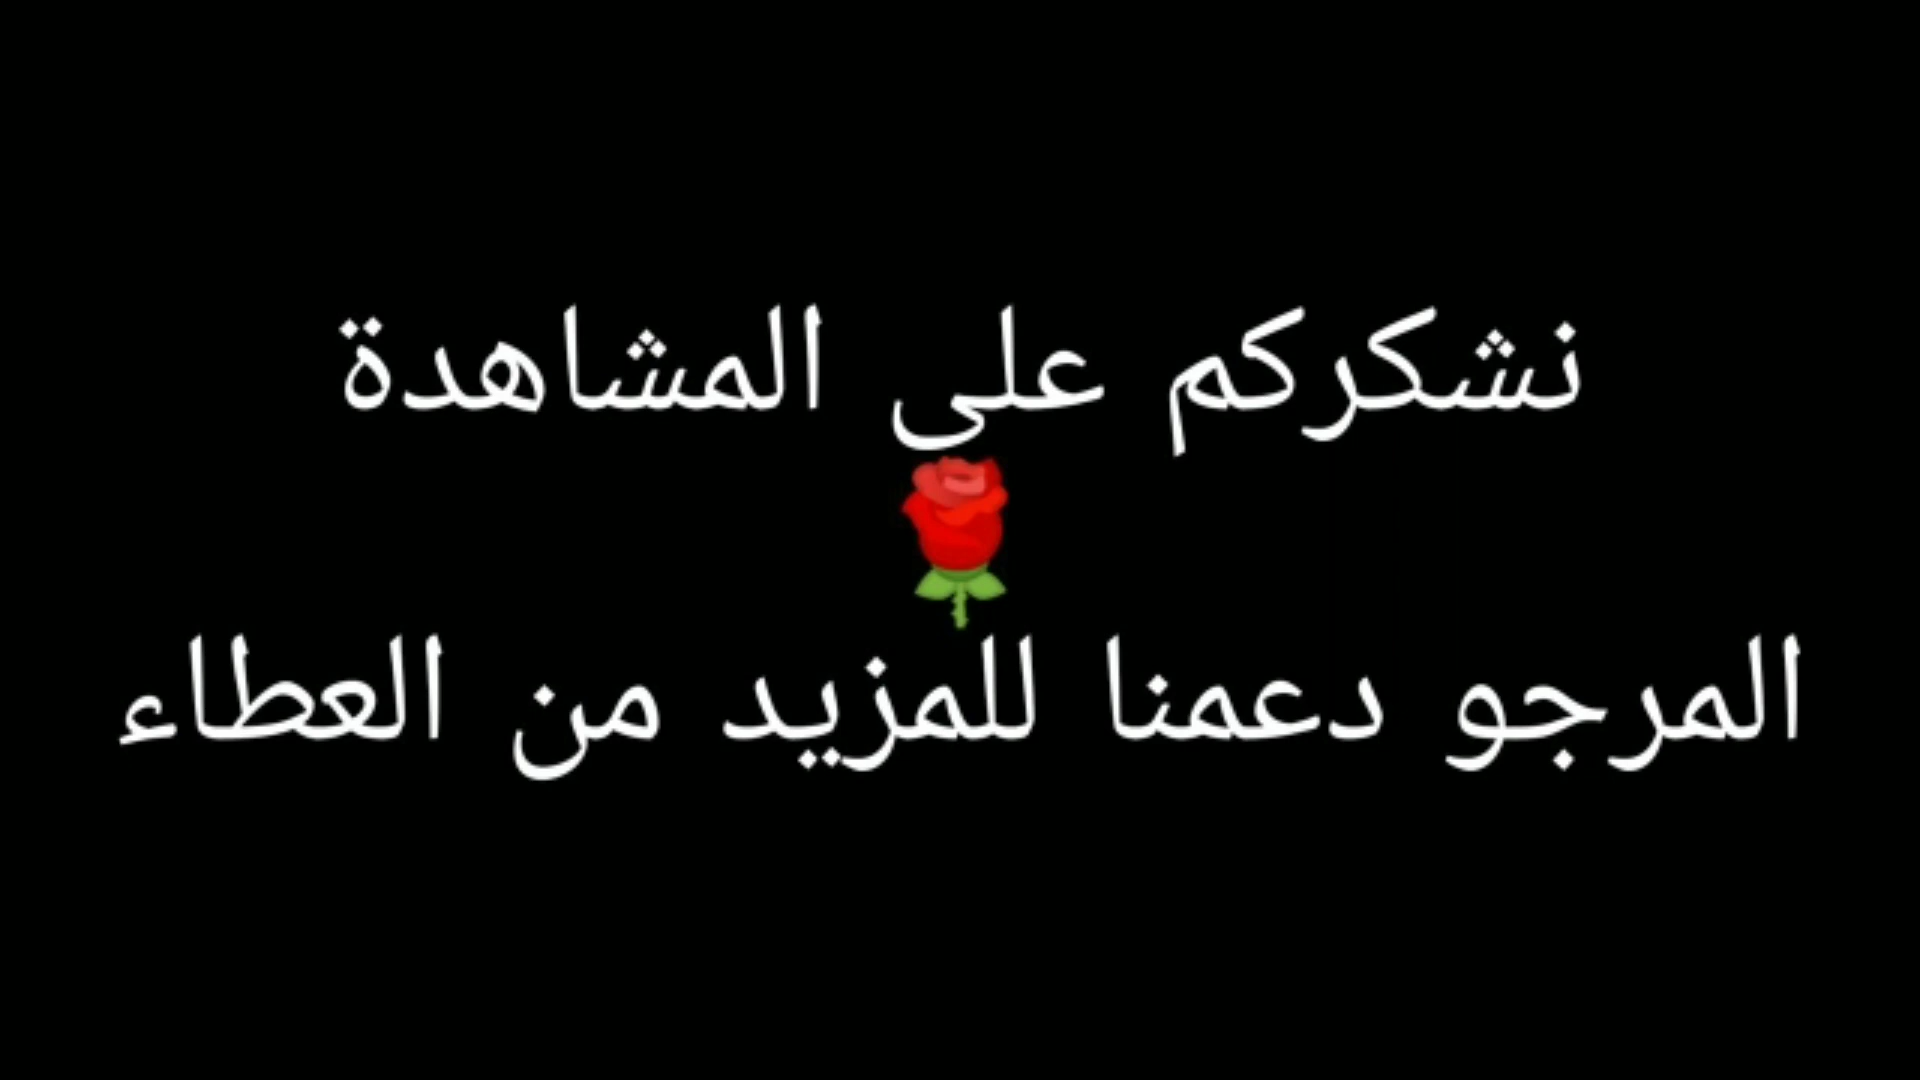 نشكركم على المشاهدة
🌹
المرجو دعمنا للمزيد من العطاء